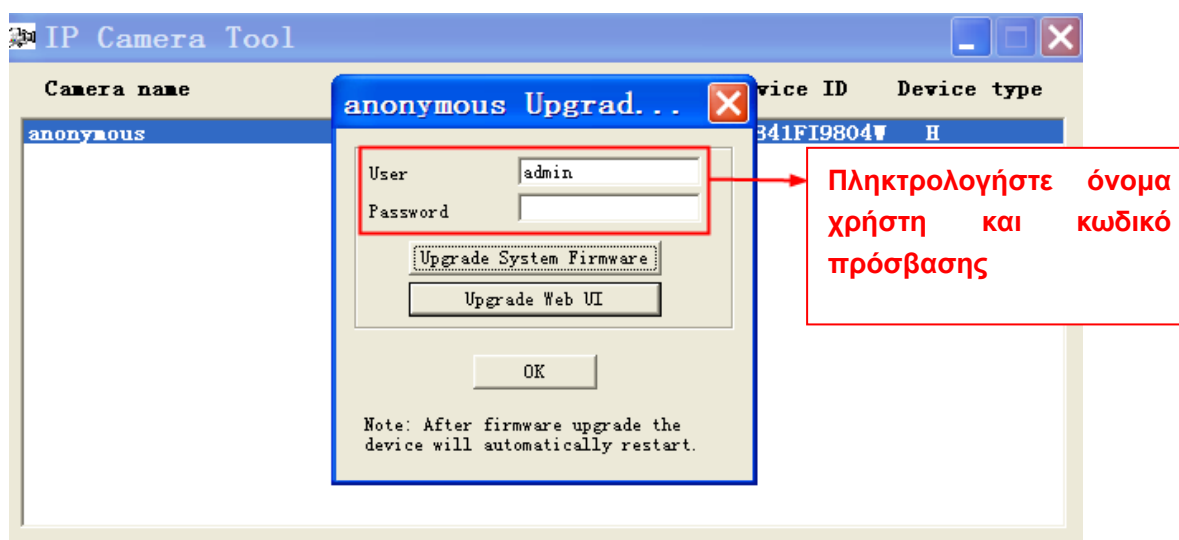 IP Camera Tool
Camera name
vice ID Device type
anonymous
341FI9804W H
anonymous Upgrad...
User admin
Password
Upgrade System Firmware
Upgrade Web UI
OK
Note: After firmware upgrade the
device will automatically restart.
Πληκτρολογήστε όνομα
χρήστη και κωδικό
πρόσβασης